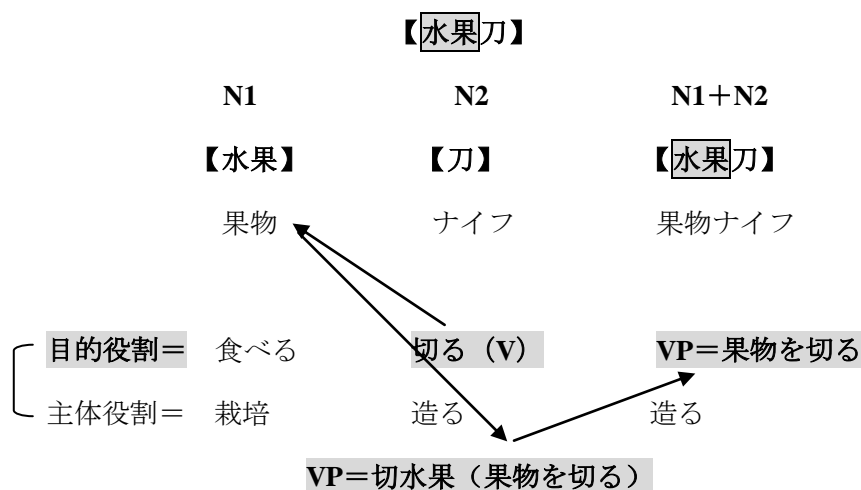 【水果刀】
N1 N2 N1+N2
【水果】 【刀】 【水果刀】
果物 ナイフ 果物ナイフ
目的役割＝ 食べる 切る（V） VP＝果物を切る
主体役割＝ 栽培 造る 造る
VP＝切水果（果物を切る）